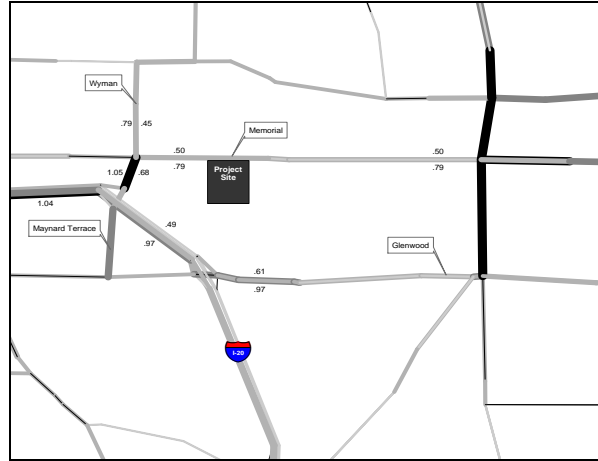 Wyman
.79 .45
Memorial
.50
.50
.79
.79
Project
Site
1.05 .68
1.04
Maynard Terrace
.49
.97
Glenwood
.61
.97
I-20